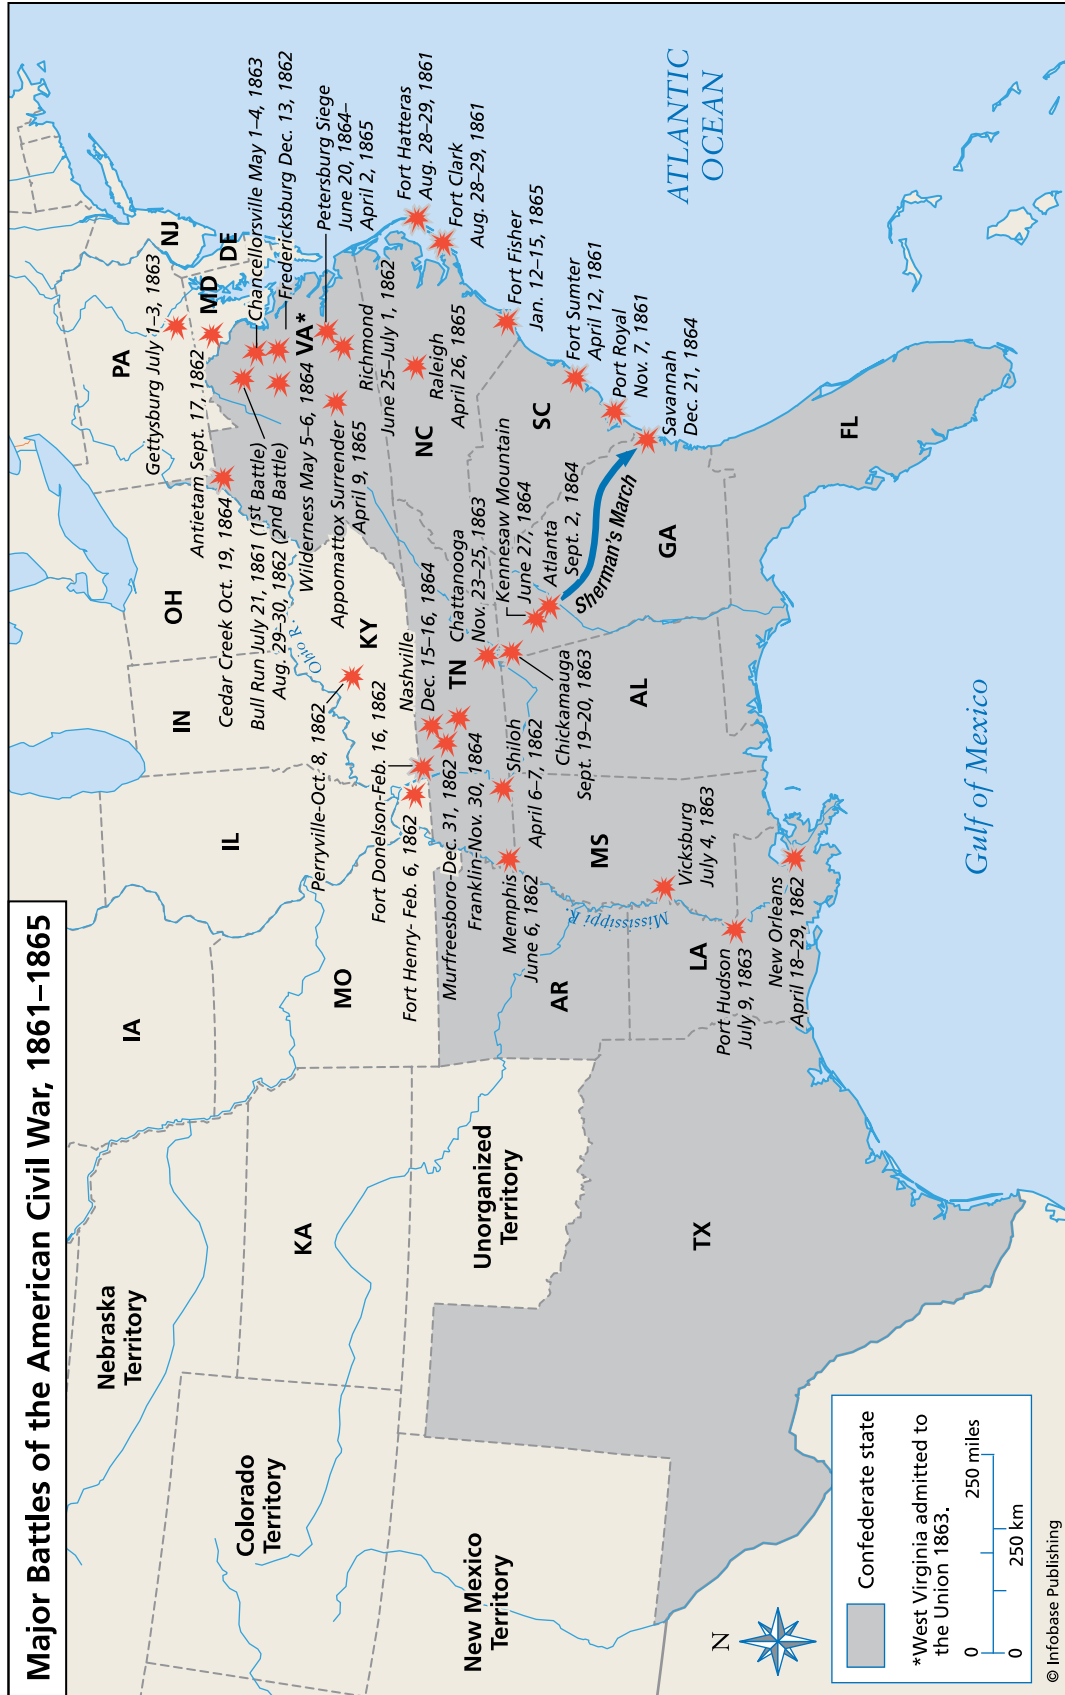 Major Battles of the American Civil War, 1861–1865
Nebraska
Territory
IA
IL
IN
OH
PA
NJ
MD
DE
Gettysburg July 1–3, 1863
Antietam Sept. 17, 1862
Cedar Creek Oct. 19, 1864
Bull Run July 21, 1861 (1st Battle)
Aug. 29–30, 1862 (2nd Battle)
Chancellorsville May 1–4, 1863
Fredericksburg Dec. 13, 1862
VA*
Wilderness May 5–6, 1864
Petersburg Siege
June 20, 1864–
April 2, 1865
Appomattox Surrender
April 9, 1865
Richmond
June 25–July 1, 1862
Fort Hatteras
Aug. 28–29, 1861
Fort Clark
Aug. 28–29, 1861
Raleigh
April 26, 1865
NC
Fort Fisher
Jan. 12–15, 1865
Fort Sumter
April 12, 1861
Port Royal
Nov. 7, 1861
Savannah
Dec. 21, 1864
SC
Colorado
Territory
KA
MO
KY
Ohio R.
Perryville-Oct. 8, 1862
Fort Donelson-Feb. 16, 1862
Fort Henry- Feb. 6, 1862
Nashville
Dec. 15–16, 1864
Murfreesboro-Dec. 31, 1862
Franklin-Nov. 30, 1864
TN
Chattanooga
Nov. 23–25, 1863
Kennesaw Mountain
June 27, 1864
Atlanta
Sept. 2, 1864
Sherman's March
Chickamauga
Sept. 19–20, 1863
Shiloh
April 6–7, 1862
Memphis
June 6, 1862
New Mexico
Territory
Unorganized
Territory
AR
MS
AL
GA
FL
Mississippi R.
Vicksburg
July 4, 1863
LA
Port Hudson
July 9, 1863
New Orleans
April 18–29, 1862
TX
ATLANTIC
OCEAN
Gulf of Mexico
N
Confederate state
*West Virginia admitted to
the Union 1863.
0 250 miles
0 250 km
© Infobase Publishing